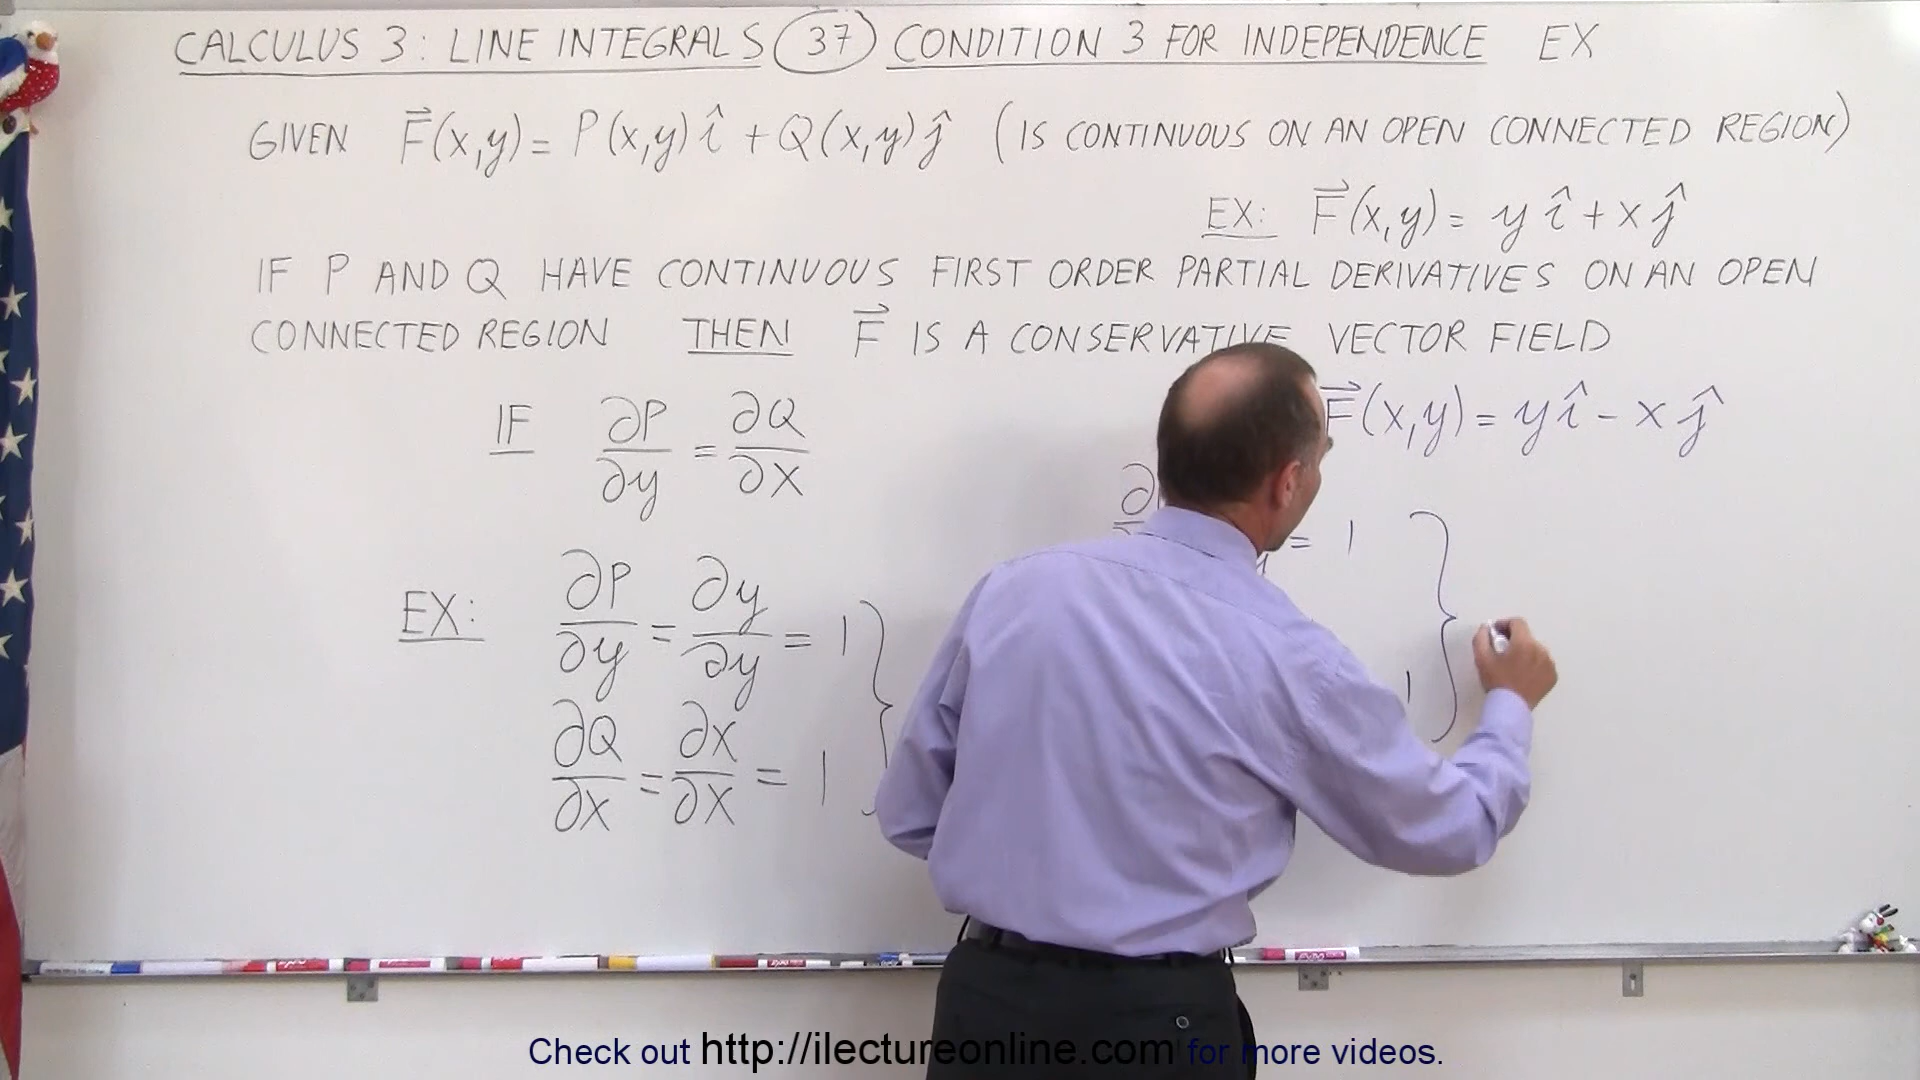 CALCULUS 3: LINE INTEGRALS 37 CONDITION 3 FOR INDEPENDENCE EX
GIVEN F⃗(x,y) = P(x,y) î + Q(x,y) ĵ (IS CONTINUOUS ON AN OPEN CONNECTED REGION)
EX: F⃗(x,y) = y î + x ĵ
IF P AND Q HAVE CONTINUOUS FIRST ORDER PARTIAL DERIVATIVES ON AN OPEN
CONNECTED REGION THEN F⃗ IS A CONSERVATIVE VECTOR FIELD
IF ∂P/∂y = ∂Q/∂x
F⃗(x,y) = y î - x ĵ
∂ = 1
EX: ∂P/∂y = ∂y/∂y = 1
1
∂Q/∂x = ∂x/∂x = 1
Check out http://ilectureonline.com for more videos.